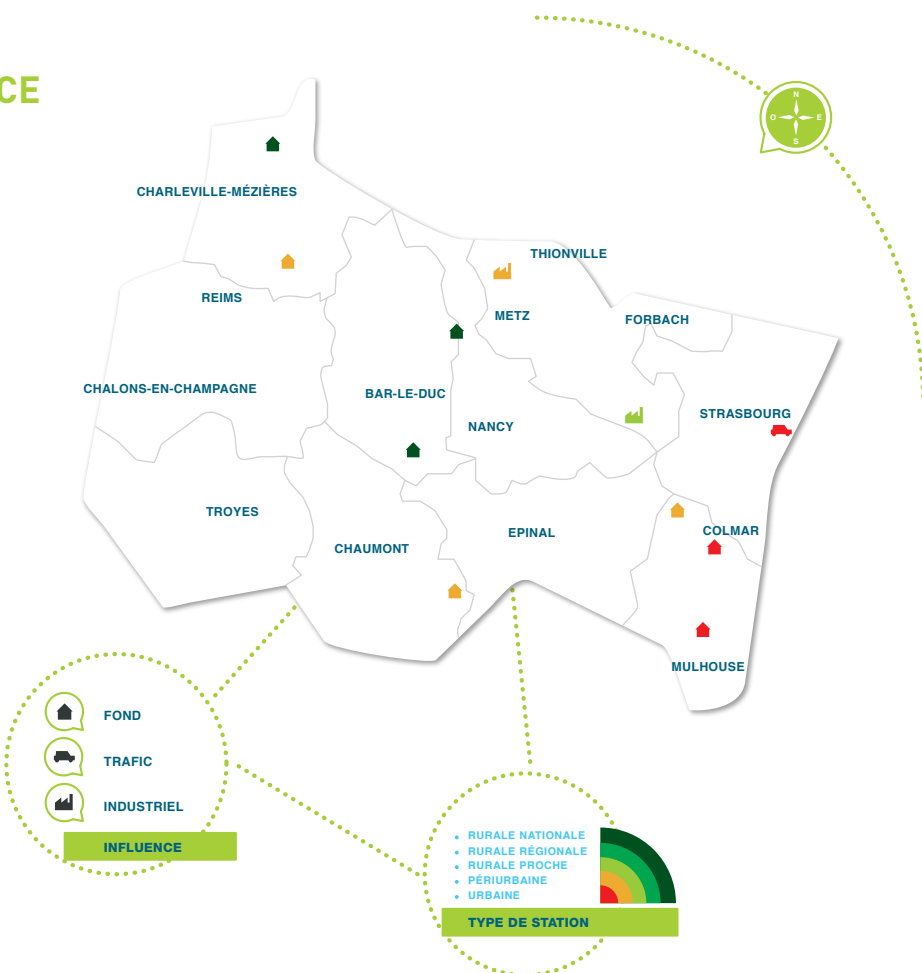 CE
N
O E
S
CHARLEVILLE-MÉZIÈRES
THIONVILLE
REIMS
METZ
FORBACH
CHALONS-EN-CHAMPAGNE
BAR-LE-DUC
STRASBOURG
NANCY
TROYES
EPINAL
COLMAR
CHAUMONT
MULHOUSE
FOND
TRAFIC
INDUSTRIEL
INFLUENCE
• RURALE NATIONALE
• RURALE RÉGIONALE
• RURALE PROCHE
• PÉRIURBAINE
• URBAINE
TYPE DE STATION